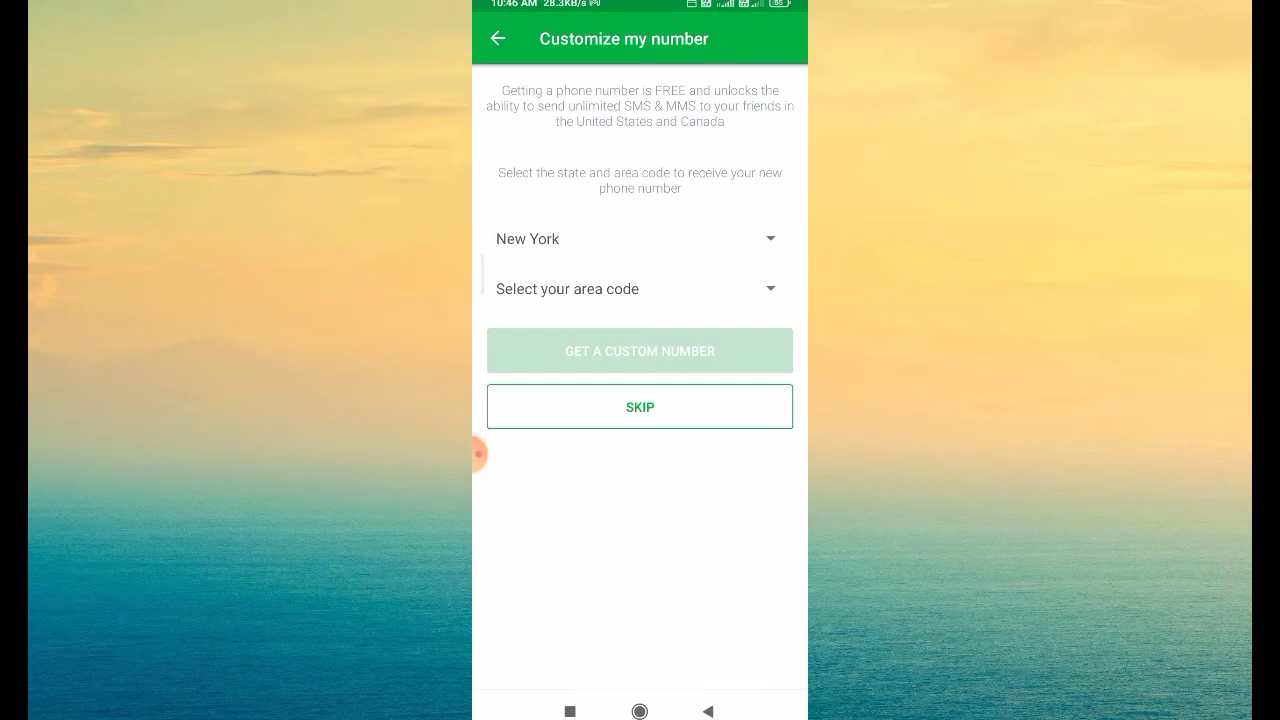 10:46 AM 28.3KB/s
Customize my number
Getting a phone number is FREE and unlocks the
ability to send unlimited SMS & MMS to your friends in
the United States and Canada
Select the state and area code to receive your new
phone number
New York
Select your area code
GET A CUSTOM NUMBER
SKIP